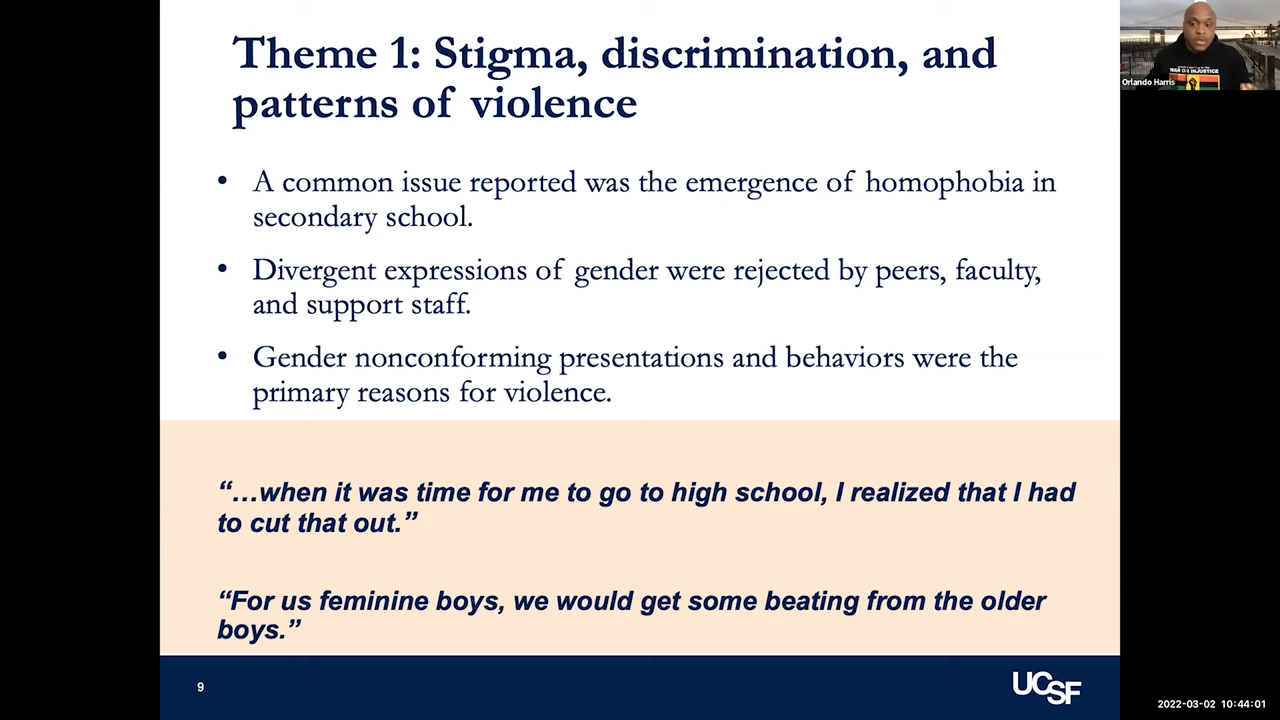 Theme 1: Stigma, discrimination, and
patterns of violence
• A common issue reported was the emergence of homophobia in
secondary school.
• Divergent expressions of gender were rejected by peers, faculty,
and support staff.
• Gender nonconforming presentations and behaviors were the
primary reasons for violence.
“…when it was time for me to go to high school, I realized that I had
to cut that out.”
“For us feminine boys, we would get some beating from the older
boys.”
9
UCSF
WAR ON INJUSTICE
Orlando Harris
2022-03-02 10:44:01